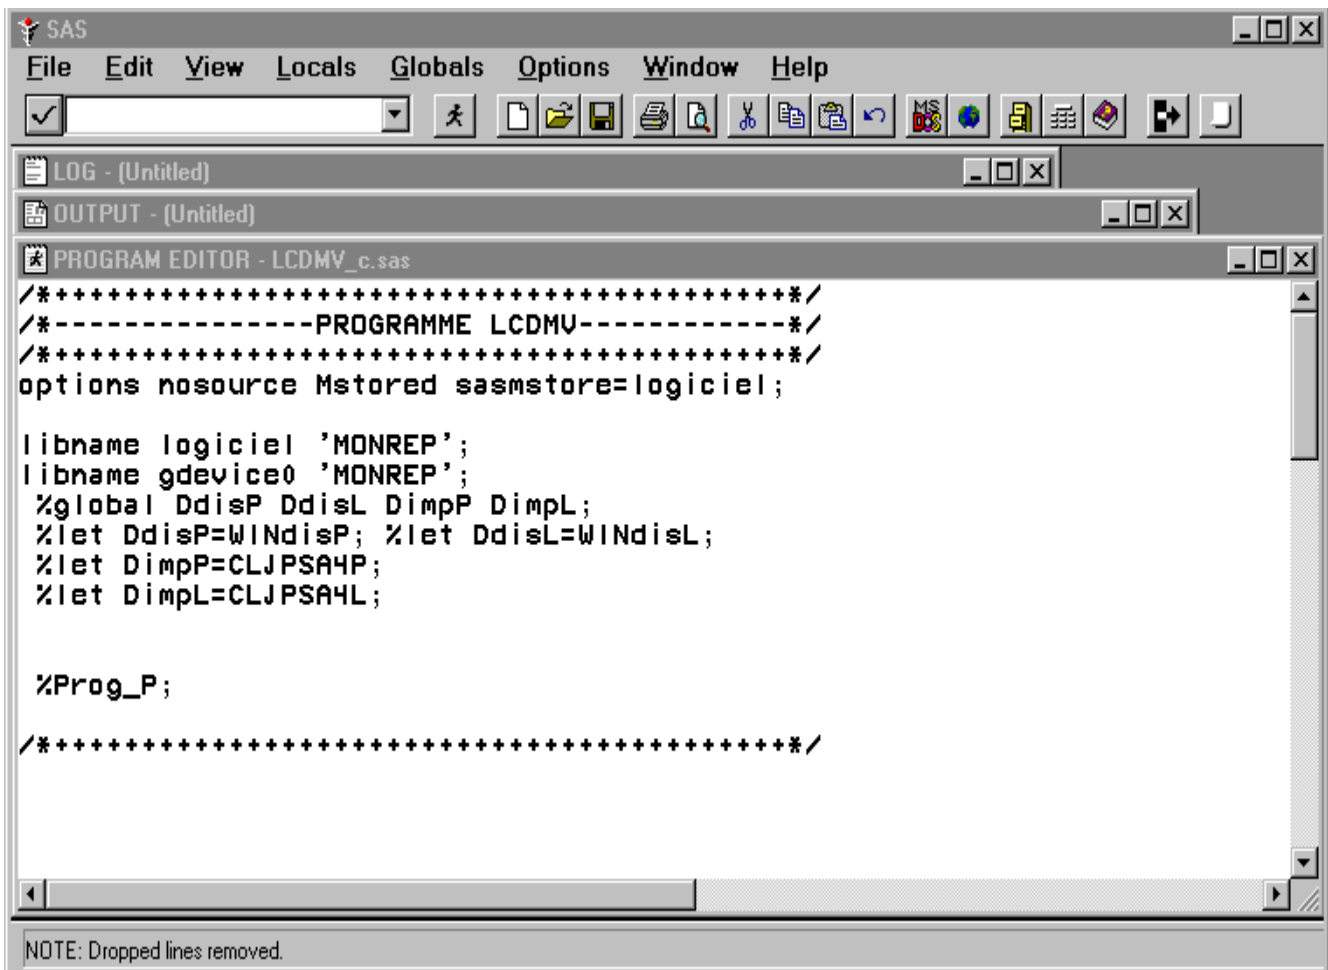 SAS
File Edit View Locals Globals Options Window Help
MS DOS
LOG - (Untitled)
OUTPUT - (Untitled)
PROGRAM EDITOR - LCDMV_c.sas
/*++++++++++++++++++++++++++++++++++++++++++*/
/*---------------PROGRAMME LCDMV------------*/
/*++++++++++++++++++++++++++++++++++++++++++*/
options nosource Mstored sasmstore=logiciel;
libname logiciel 'MONREP';
libname gdevice0 'MONREP';
%global DdisP DdisL DimpP DimpL;
%let DdisP=WINdisP; %let DdisL=WINdisL;
%let DimpP=CLJPSA4P;
%let DimpL=CLJPSA4L;
%Prog_P;
/*++++++++++++++++++++++++++++++++++++++++++*/
NOTE: Dropped lines removed.